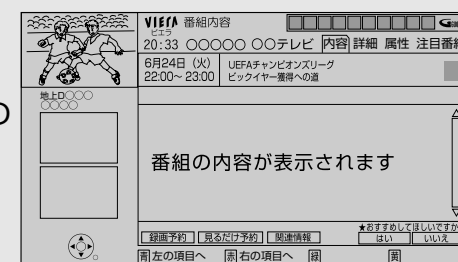 VIErA 番組内容
ビエラ
20:33 ○○○○○ ○○テレビ 内容 詳細 属性 注目番組
6月24日（火）
22:00～23:00
UEFAチャンピオンズリーグ
ビックイヤー獲得への道
地上D○○○
○○○○
番組の内容が表示されます
★おすすめしてほしいですか
録画予約 見るだけ予約 関連情報 はい いいえ
青 左の項目へ 赤 右の項目へ 緑 黄